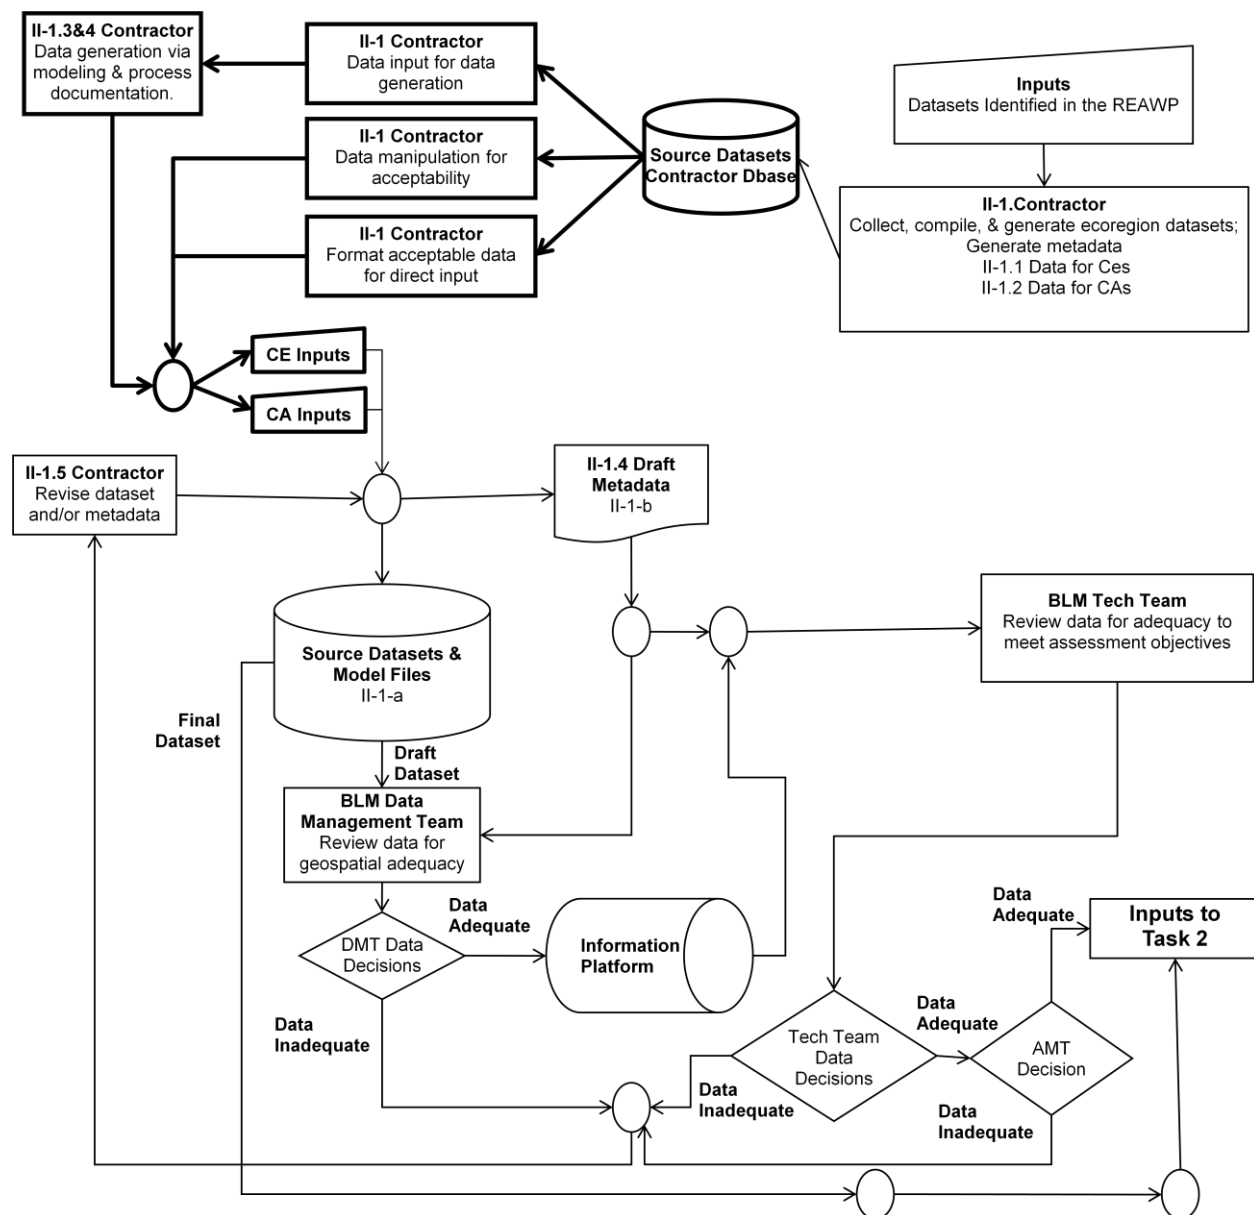 II-1.3&4 Contractor
Data generation via
modeling & process
documentation.
II-1 Contractor
Data input for data
generation
II-1 Contractor
Data manipulation for
acceptability
II-1 Contractor
Format acceptable data
for direct input
Source Datasets
Contractor Dbase
Inputs
Datasets Identified in the REAWP
II-1.Contractor
Collect, compile, & generate ecoregion datasets;
Generate metadata
II-1.1 Data for Ces
II-1.2 Data for CAs
CE Inputs
CA Inputs
II-1.5 Contractor
Revise dataset
and/or metadata
II-1.4 Draft
Metadata
II-1-b
BLM Tech Team
Review data for adequacy to
meet assessment objectives
Source Datasets &
Model Files
II-1-a
Final
Dataset
Draft
Dataset
BLM Data
Management Team
Review data for
geospatial adequacy
DMT Data
Decisions
Data
Adequate
Information
Platform
Data
Inadequate
Tech Team
Data
Decisions
Data
Adequate
Data
Inadequate
AMT
Decision
Data
Adequate
Data
Inadequate
Inputs to
Task 2